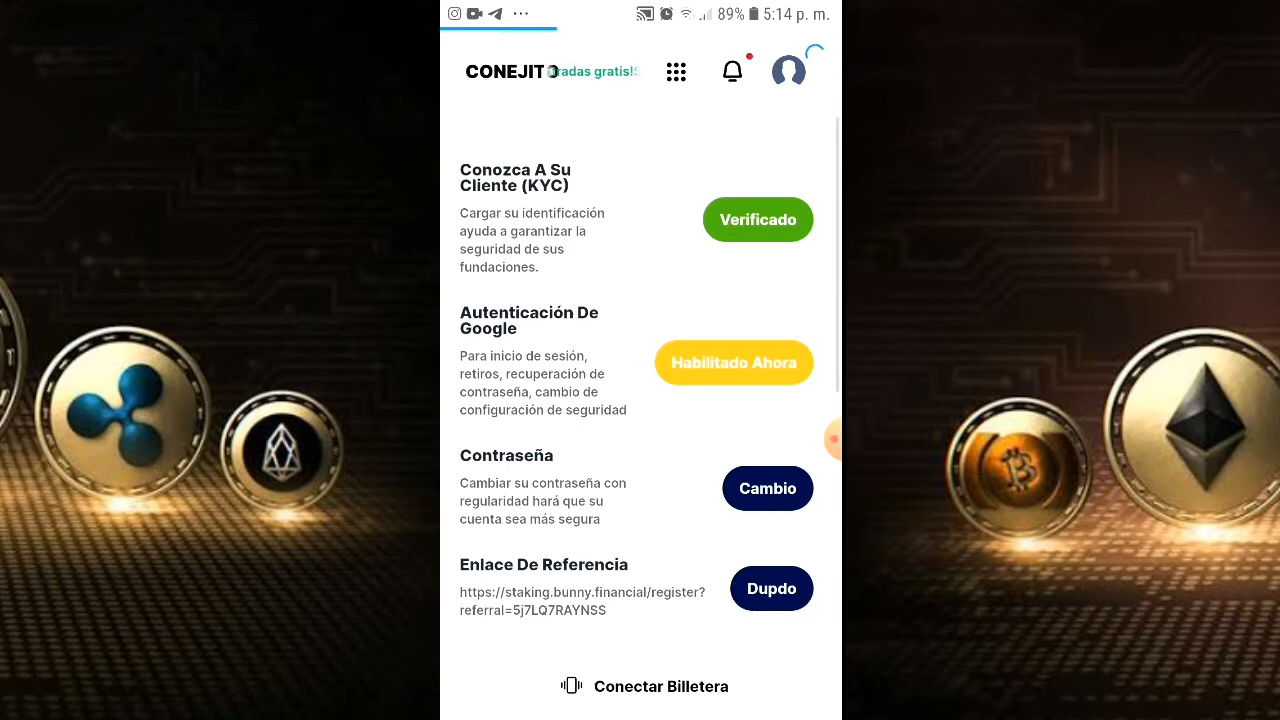 89% 5:14 p. m.
CONEJITO radas gratis!
Conozca A Su
Cliente (KYC)
Cargar su identificación
ayuda a garantizar la
seguridad de sus
fundaciones.
Verificado
Autenticación De
Google
Para inicio de sesión,
retiros, recuperación de
contraseña, cambio de
configuración de seguridad
Habilitado Ahora
Contraseña
Cambiar su contraseña con
regularidad hará que su
cuenta sea más segura
Cambio
Enlace De Referencia
https://staking.bunny.financial/register?
referral=5j7LQ7RAYNSS
Dupdo
Conectar Billetera